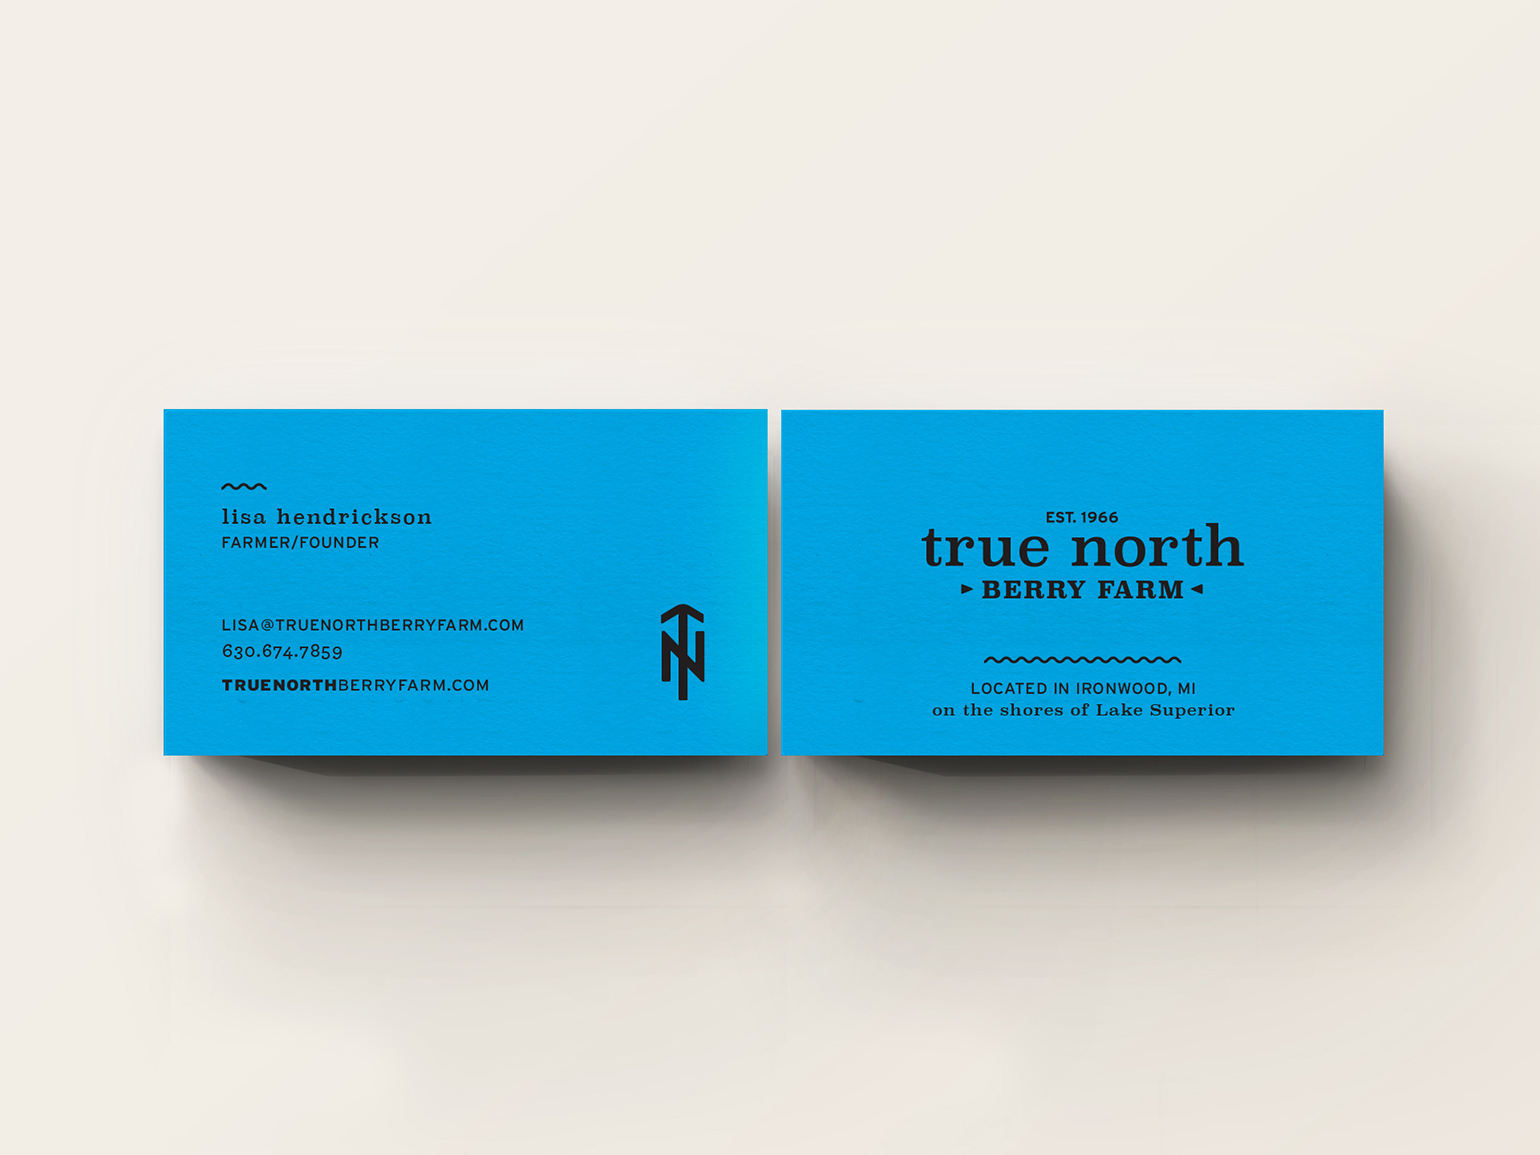 lisa hendrickson
FARMER/FOUNDER
LISA@TRUENORTHBERRYFARM.COM
630.674.7859
TRUENORTHBERRYFARM.COM
TN
EST. 1966
true north
BERRY FARM
LOCATED IN IRONWOOD, MI
on the shores of Lake Superior